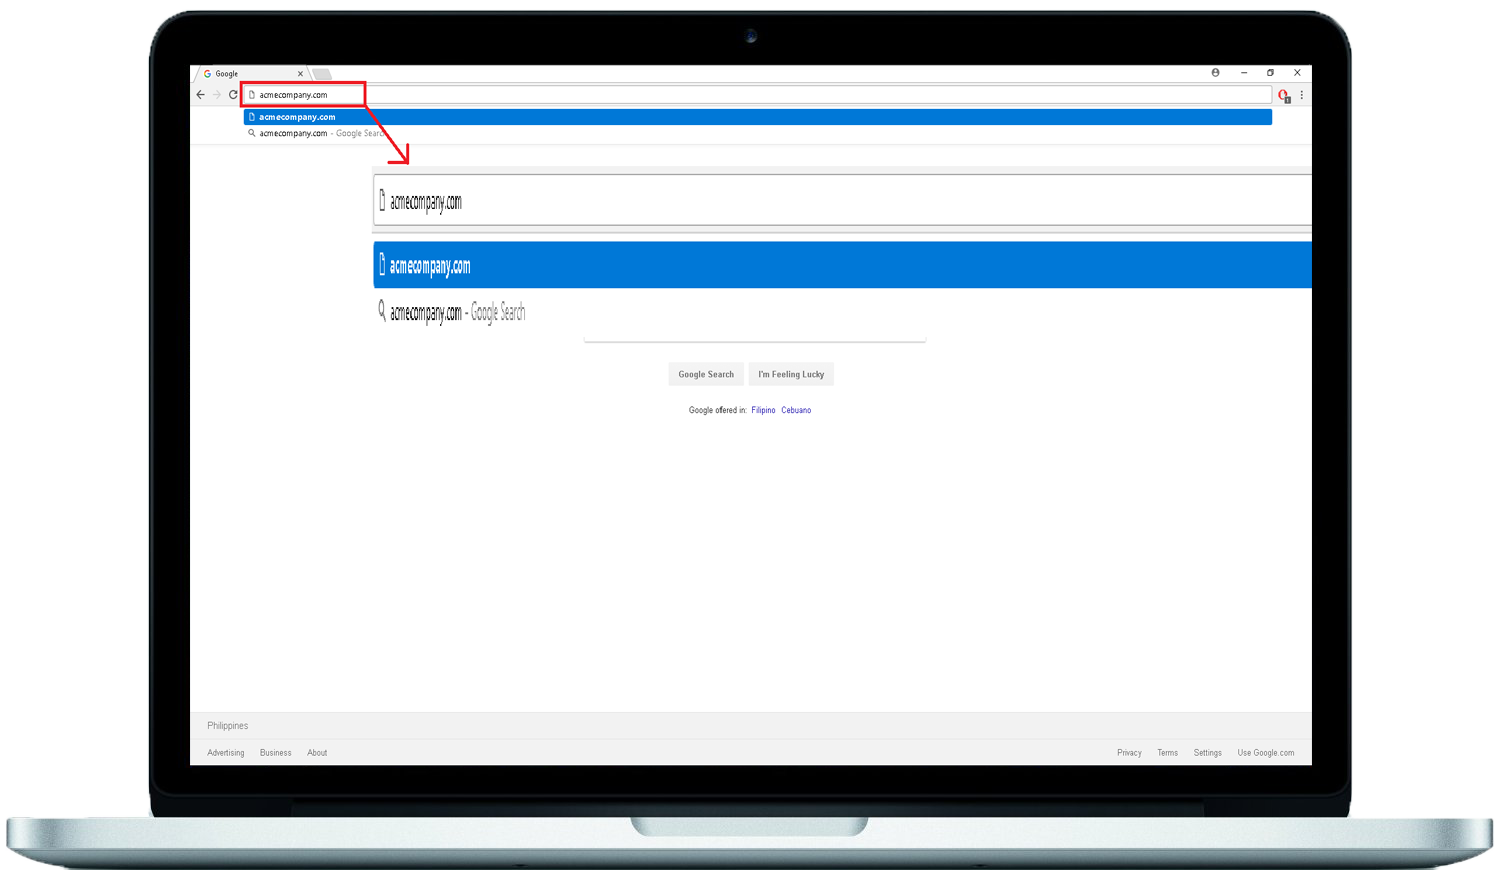 Google
acmecompany.com
acmecompany.com
acmecompany.com - Google Search
acmecompany.com
acmecompany.com
acmecompany.com - Google Search
Google Search I'm Feeling Lucky
Google offered in: Filipino Cebuano
Philippines
Advertising Business About Privacy Terms Settings Use Google.com